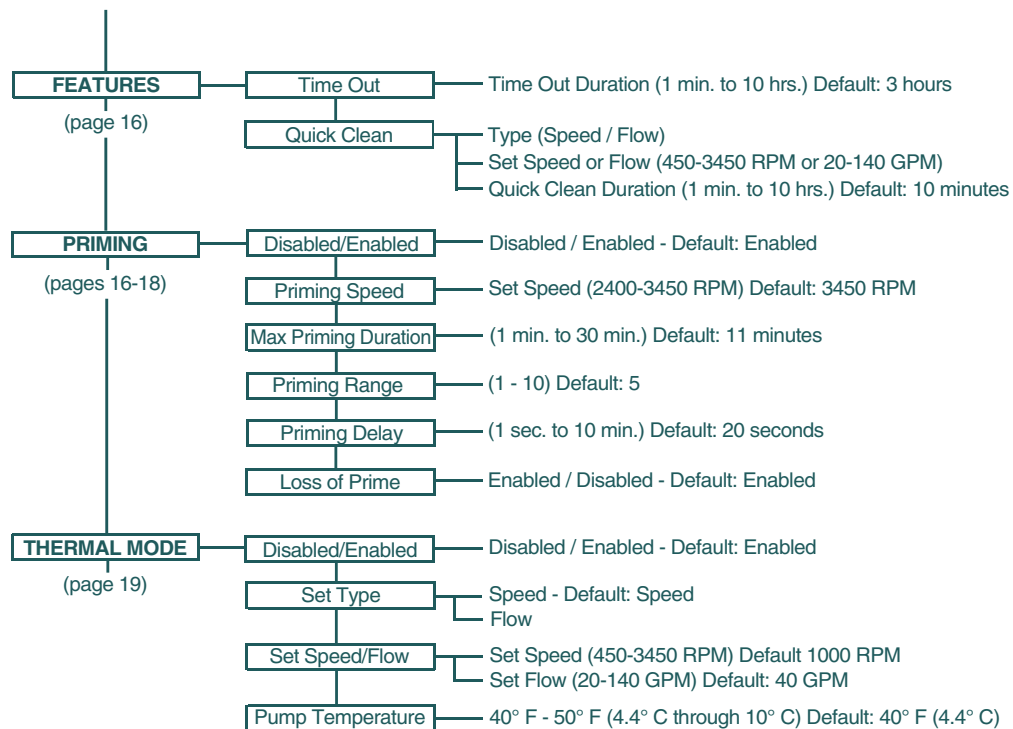 FEATURES
(page 16)
Time Out
Time Out Duration (1 min. to 10 hrs.) Default: 3 hours
Quick Clean
Type (Speed / Flow)
Set Speed or Flow (450-3450 RPM or 20-140 GPM)
Quick Clean Duration (1 min. to 10 hrs.) Default: 10 minutes
PRIMING
(pages 16-18)
Disabled/Enabled
Disabled / Enabled - Default: Enabled
Priming Speed
Set Speed (2400-3450 RPM) Default: 3450 RPM
Max Priming Duration
(1 min. to 30 min.) Default: 11 minutes
Priming Range
(1 - 10) Default: 5
Priming Delay
(1 sec. to 10 min.) Default: 20 seconds
Loss of Prime
Enabled / Disabled - Default: Enabled
THERMAL MODE
(page 19)
Disabled/Enabled
Disabled / Enabled - Default: Enabled
Set Type
Speed - Default: Speed
Flow
Set Speed/Flow
Set Speed (450-3450 RPM) Default 1000 RPM
Set Flow (20-140 GPM) Default: 40 GPM
Pump Temperature
40° F - 50° F (4.4° C through 10° C) Default: 40° F (4.4° C)